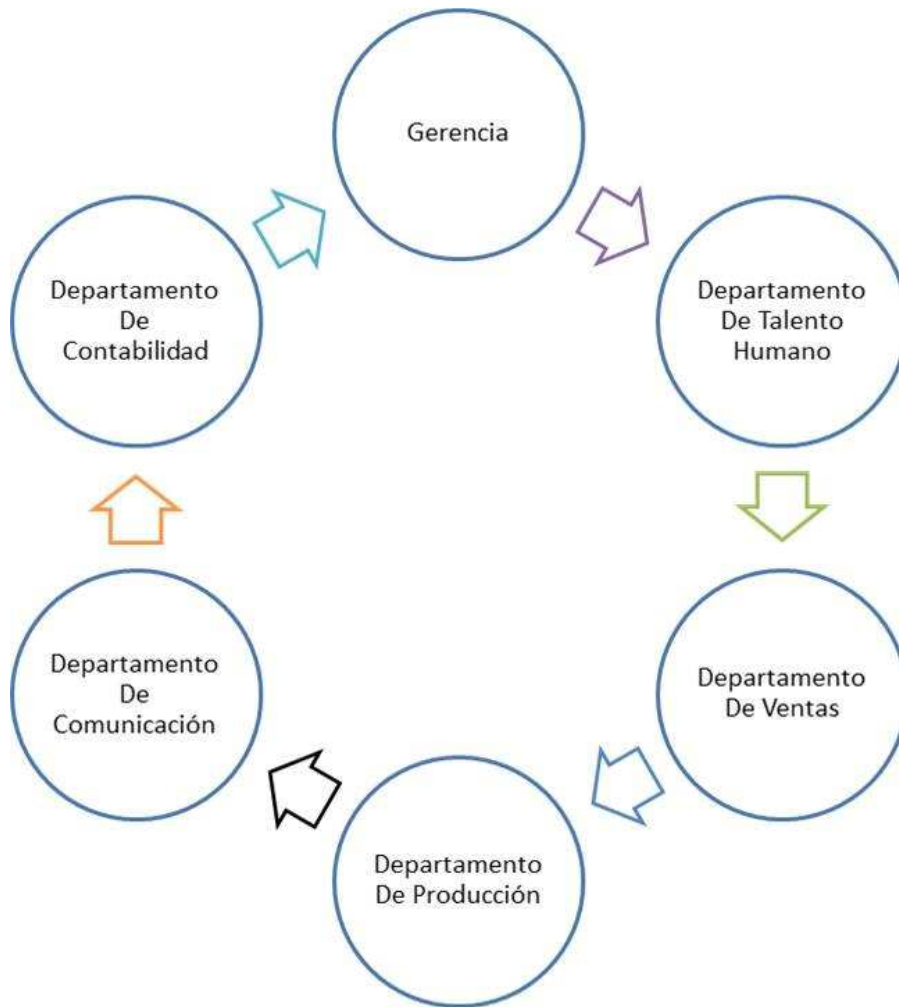 Gerencia
Departamento
De Talento
Humano
Departamento
De Ventas
Departamento
De Producción
Departamento
De
Comunicación
Departamento
De
Contabilidad